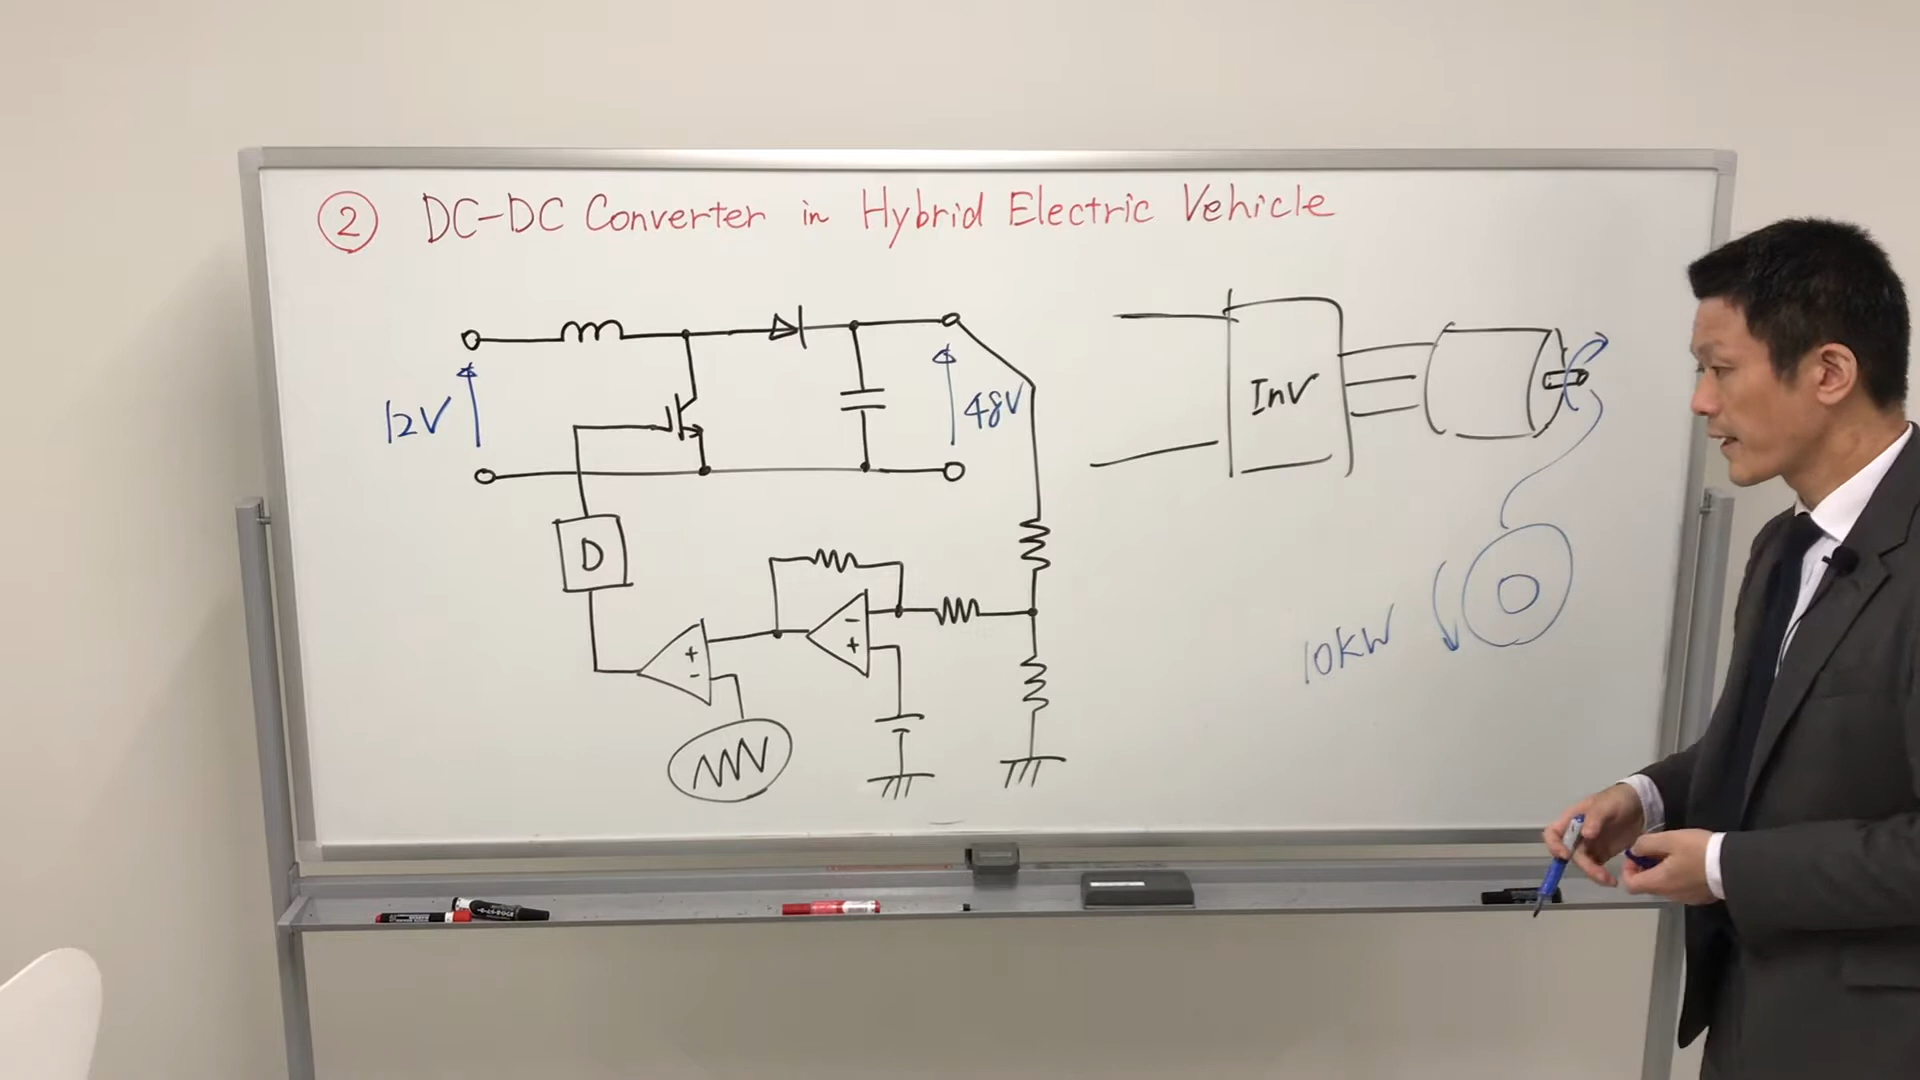 ② DC-DC Converter in Hybrid Electric Vehicle
12V
48V
Inv
D
- +
+ -
10kW